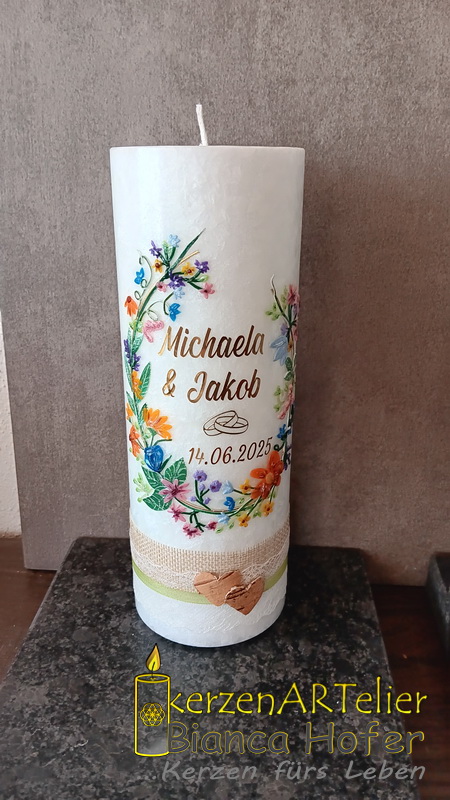 Michaela
& Jakob
14.06.2025
kerzenARTelier
Bianca Hofer
Kerzen fürs Leben